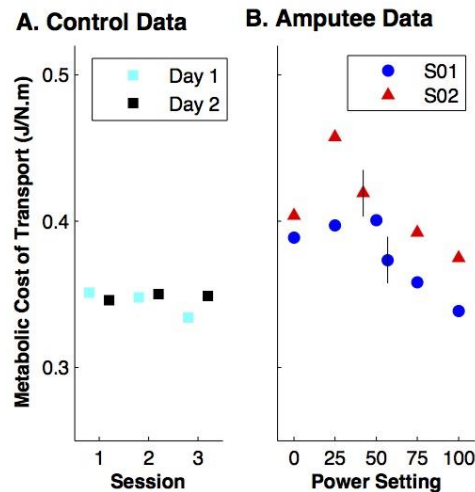 A. Control Data
B. Amputee Data
Metabolic Cost of Transport (J/N.m)
0.5
0.4
0.3
Day 1
Day 2
S01
S02
1 2 3
Session
0 25 50 75 100
Power Setting